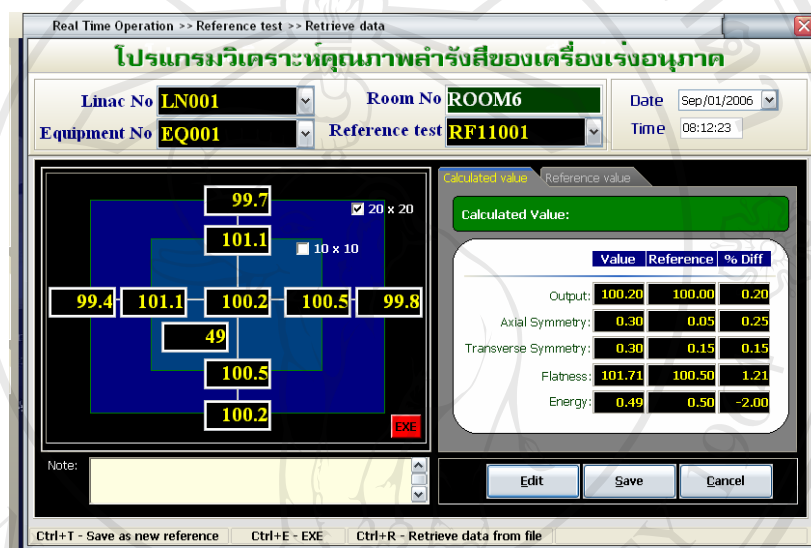 Real Time Operation >> Reference test >> Retrieve data
โปรแกรมวิเคราะห์คุณภาพลำรังสีของเครื่องเร่งอนุภาค
Linac No LN001 Room No ROOM6 Date Sep/01/2006
Equipment No EQ001 Reference test RF11001 Time 08:12:23
Calculated value Reference value
99.7 20 x 20
101.1 10 x 10
99.4 101.1 100.2 100.5 99.8
49
100.5
100.2
EXE
Calculated Value:
Value Reference % Diff
Output: 100.20 100.00 0.20
Axial Symmetry: 0.30 0.05 0.25
Transverse Symmetry: 0.30 0.15 0.15
Flatness: 101.71 100.50 1.21
Energy: 0.49 0.50 -2.00
Note:
Edit Save Cancel
Ctrl+T - Save as new reference Ctrl+E - EXE Ctrl+R - Retrieve data from file